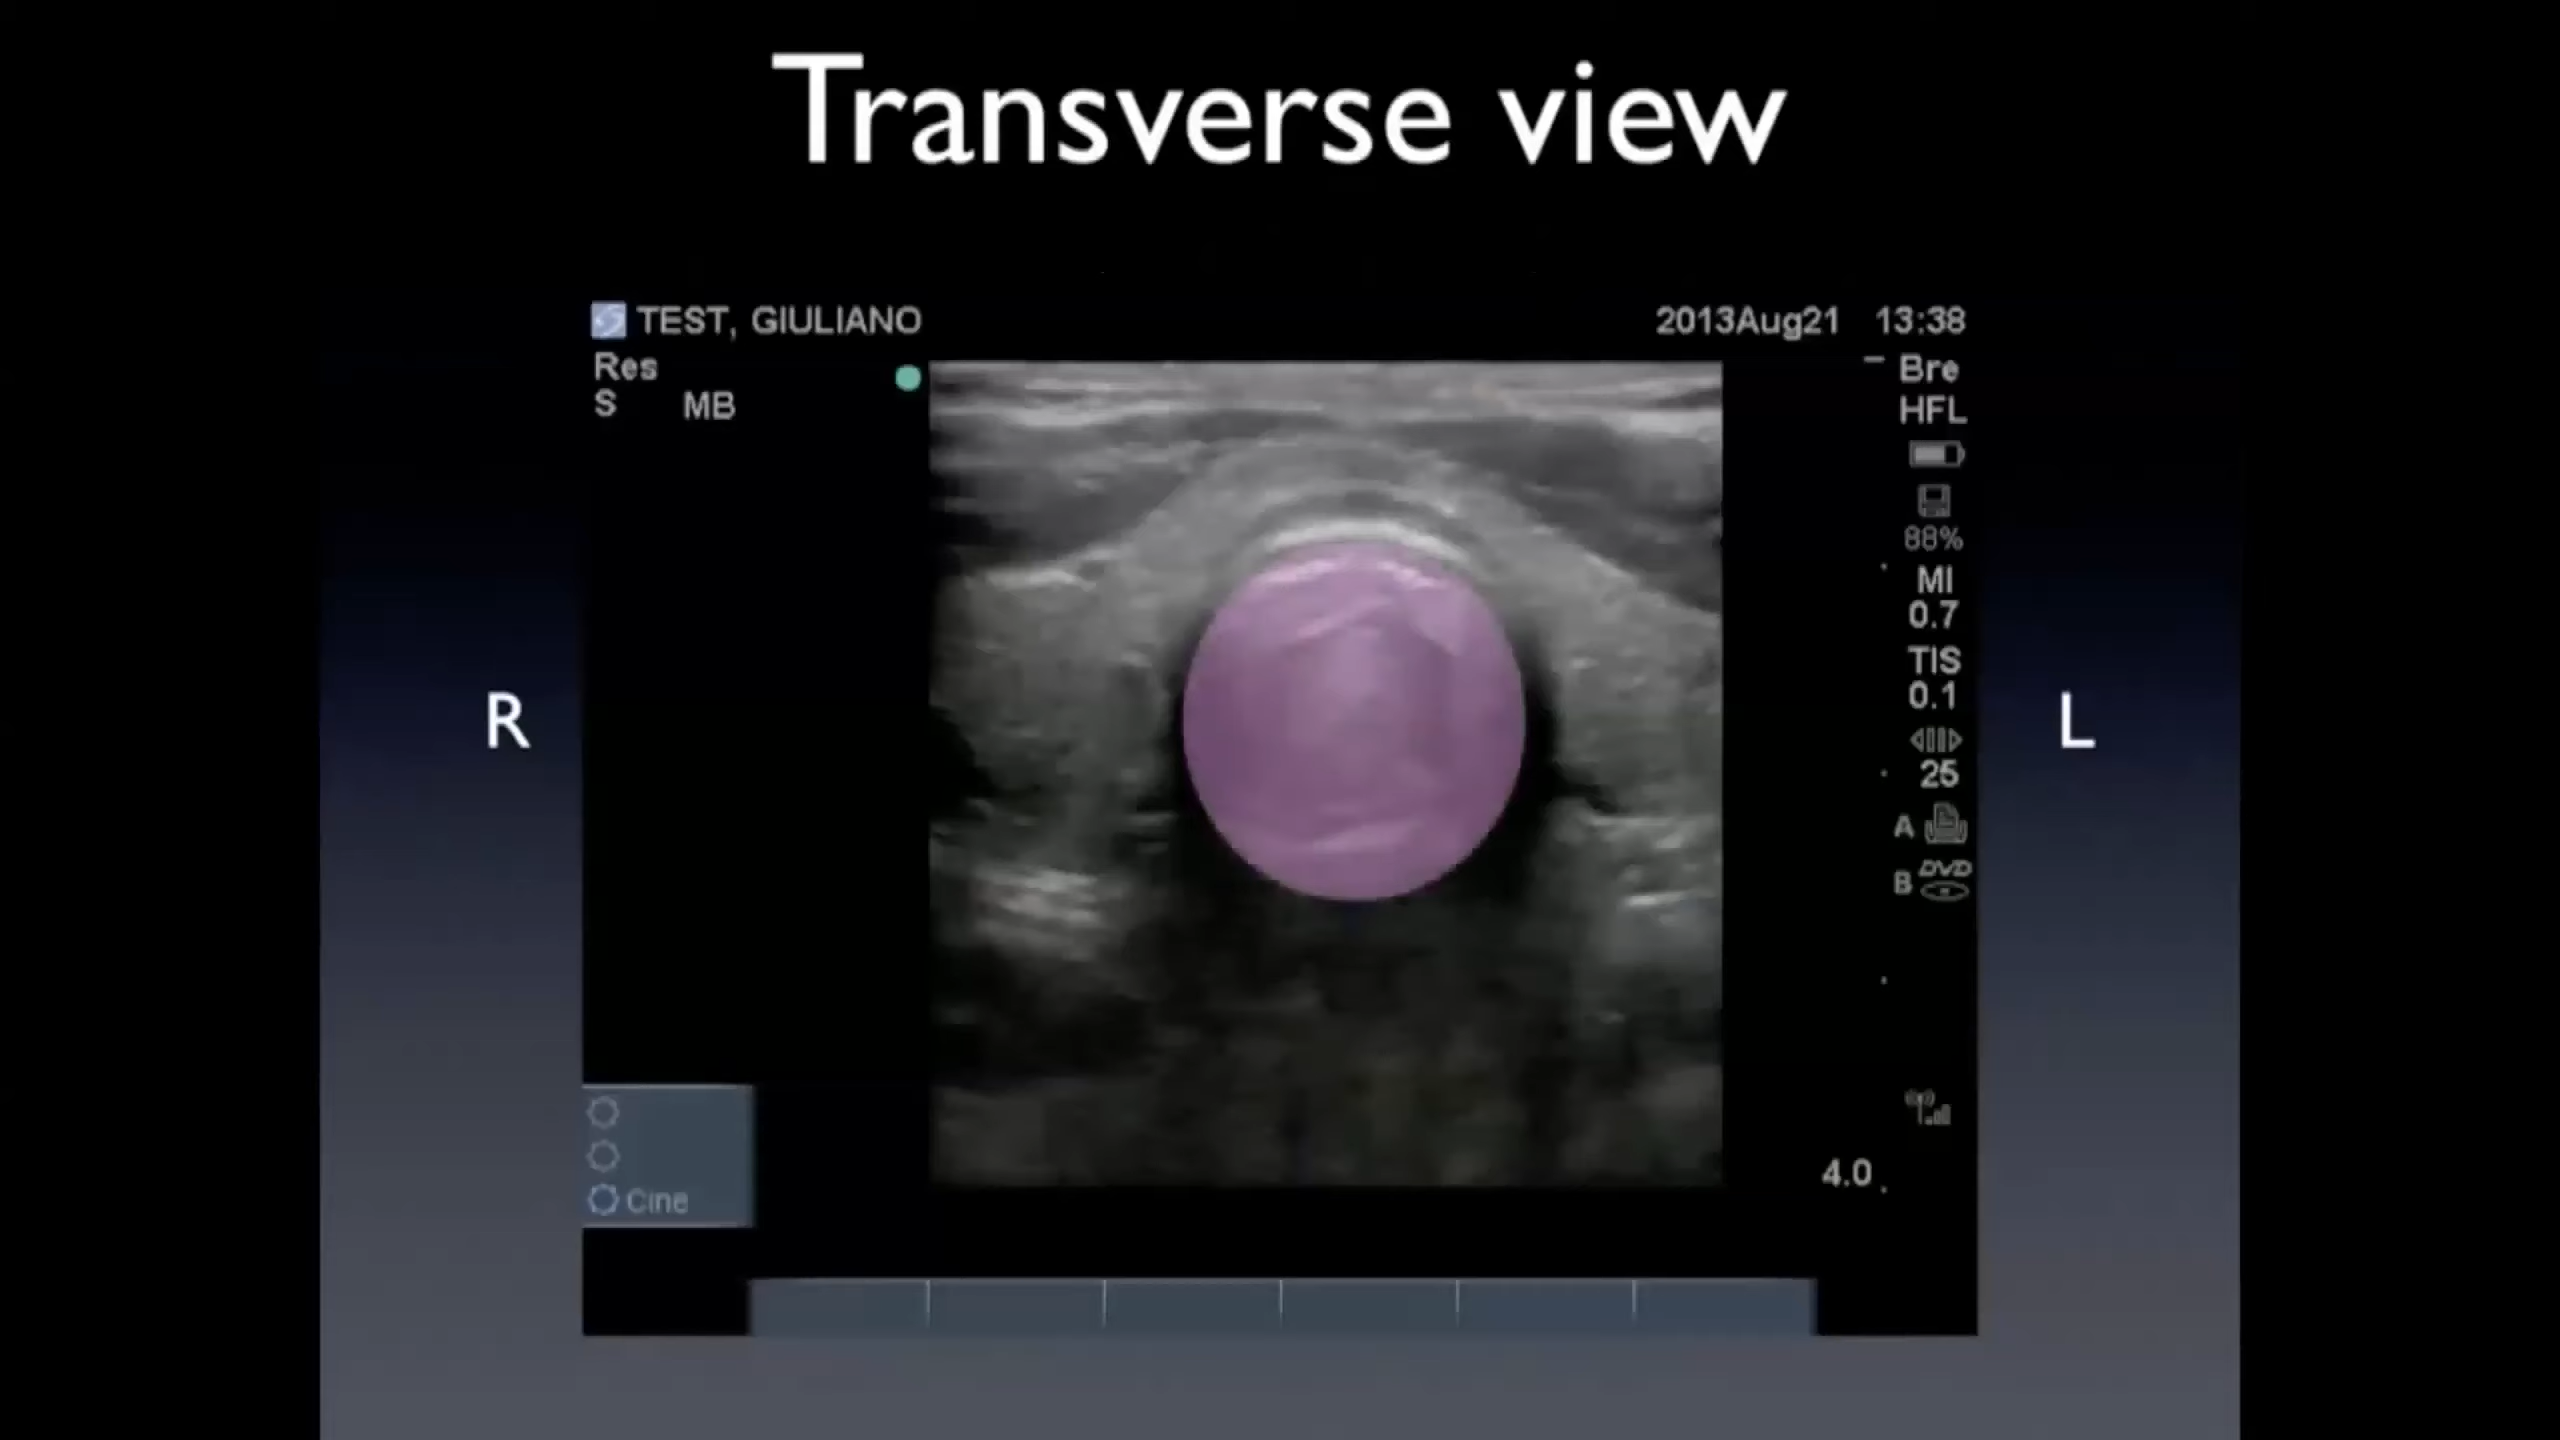 Transverse view
TEST, GIULIANO
2013Aug21 13:38
Res
S MB
Bre
HFL
88%
MI
0.7
TIS
0.1
R
L
25
A
B DVD
4.0
Cine